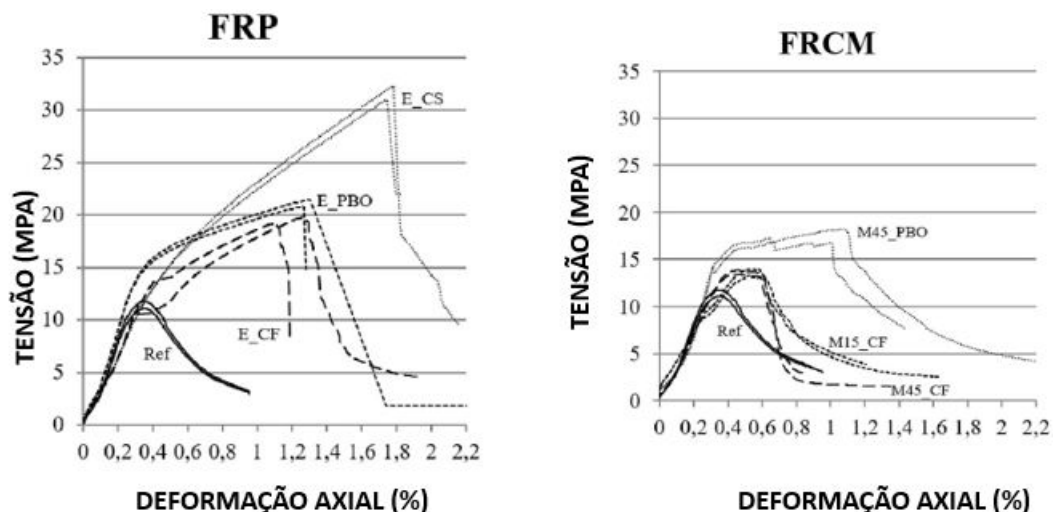 FRP
TENSÃO (MPA)
35
30
25
20
15
10
5
0
E_CS
E_PBO
E_CF
Ref
0 0,2 0,4 0,6 0,8 1 1,2 1,4 1,6 1,8 2 2,2
DEFORMAÇÃO AXIAL (%)
FRCM
TENSÃO (MPA)
35
30
25
20
15
10
5
0
M45_PBO
M15_CF
M45_CF
Ref
0 0,2 0,4 0,6 0,8 1 1,2 1,4 1,6 1,8 2 2,2
DEFORMAÇÃO AXIAL (%)